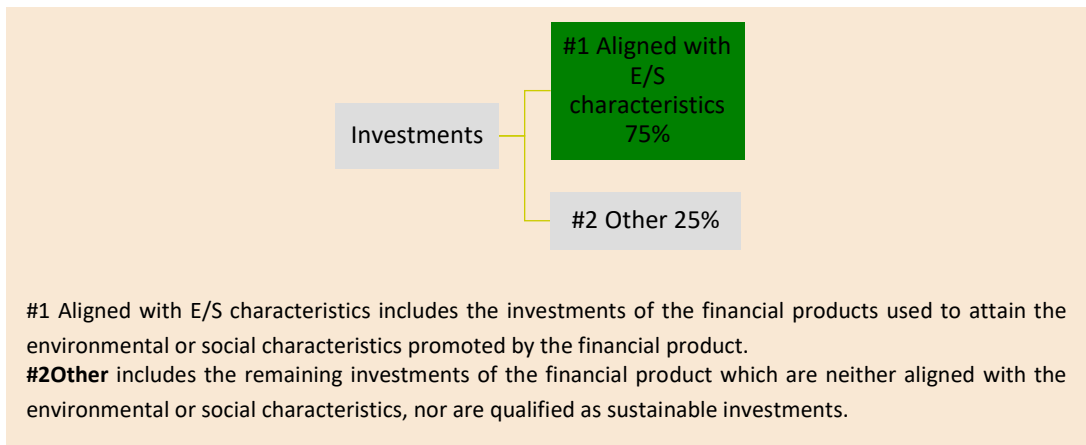 #1 Aligned with
E/S
characteristics
75%
Investments
#2 Other 25%
#1 Aligned with E/S characteristics includes the investments of the financial products used to attain the
environmental or social characteristics promoted by the financial product.
#2Other includes the remaining investments of the financial product which are neither aligned with the
environmental or social characteristics, nor are qualified as sustainable investments.